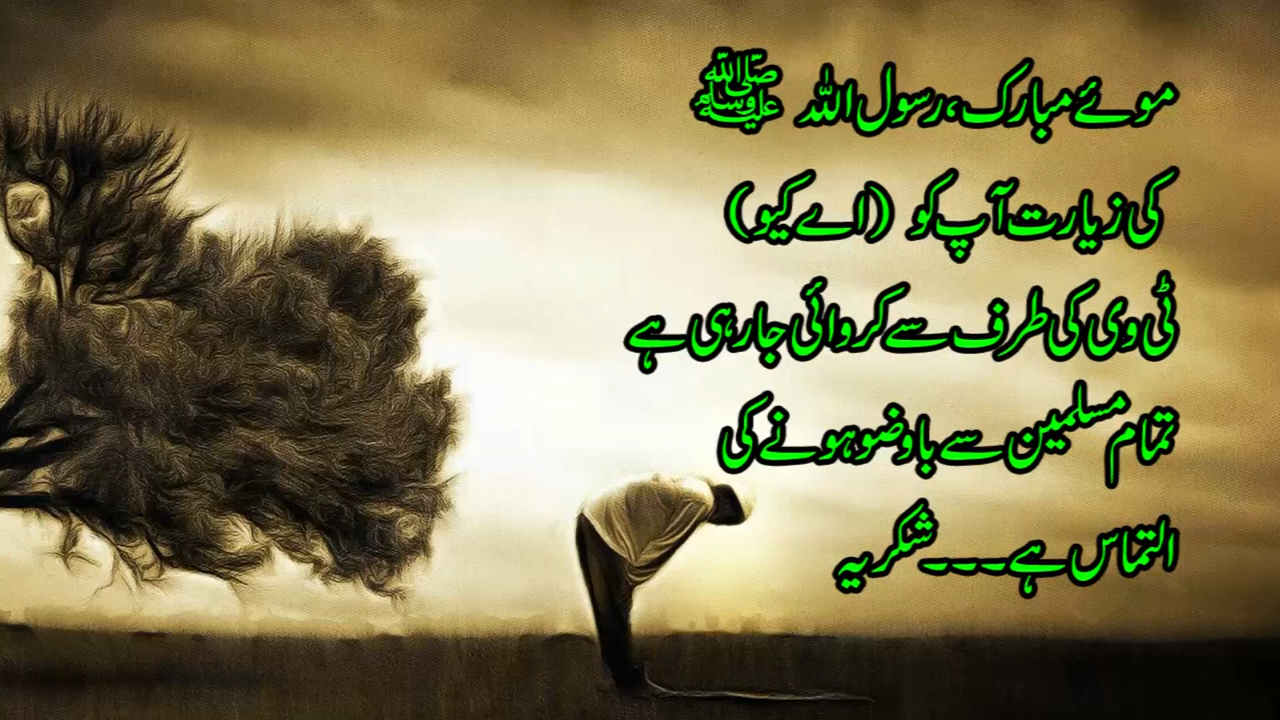 موئے مبارک، رسول اللہ ﷺ
کی زیارت آپ کو (اے کیو)
ٹی وی کی طرف سے کروائی جارہی ہے
تمام مسلمین سے باوضو ہونے کی
التماس ہے۔۔۔شکریہ